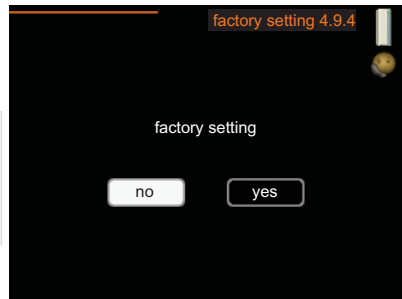 factory setting 4.9.4
factory setting
no yes